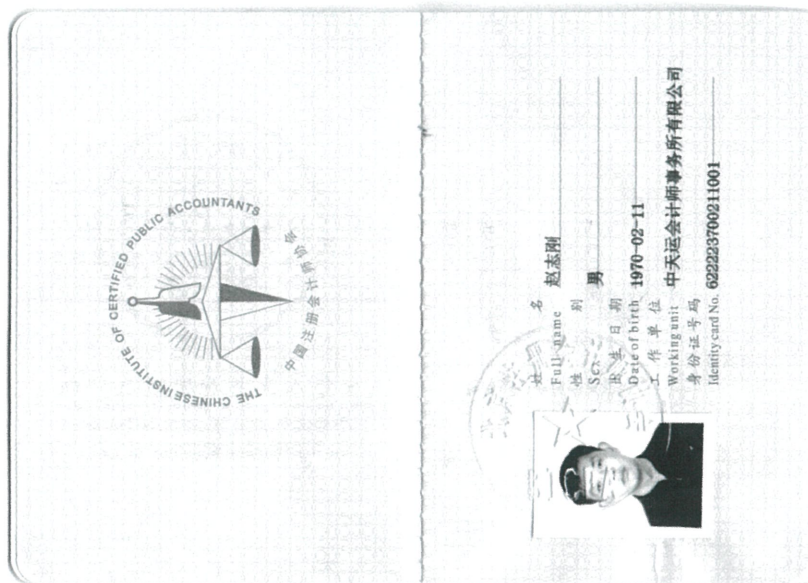 THE CHINESE INSTITUTE OF CERTIFIED PUBLIC ACCOUNTANTS
中国注册会计师协会
姓名 赵志刚
Full name
性别 男
Sex
出生日期 1970-02-11
Date of birth
工作单位 中天运会计师事务所有限公司
Working unit
身份证号码 622223700211001
Identity card No.